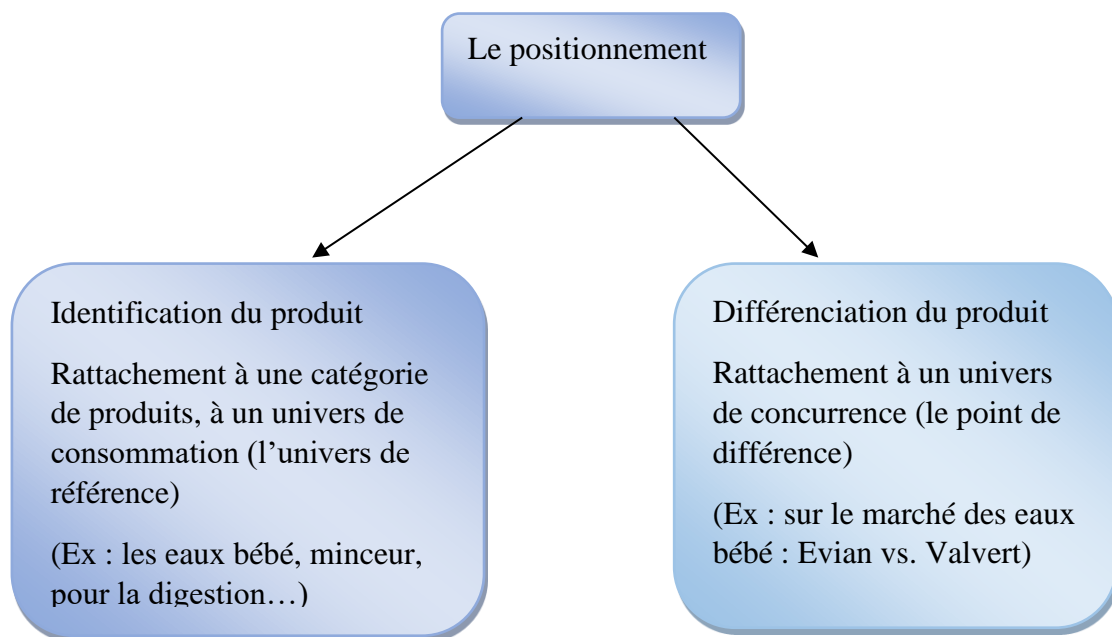 Le positionnement
Identification du produit
Rattachement à une catégorie
de produits, à un univers de
consommation (l’univers de
référence)
(Ex : les eaux bébé, minceur,
pour la digestion…)
Différenciation du produit
Rattachement à un univers
de concurrence (le point de
différence)
(Ex : sur le marché des eaux
bébé : Evian vs. Valvert)